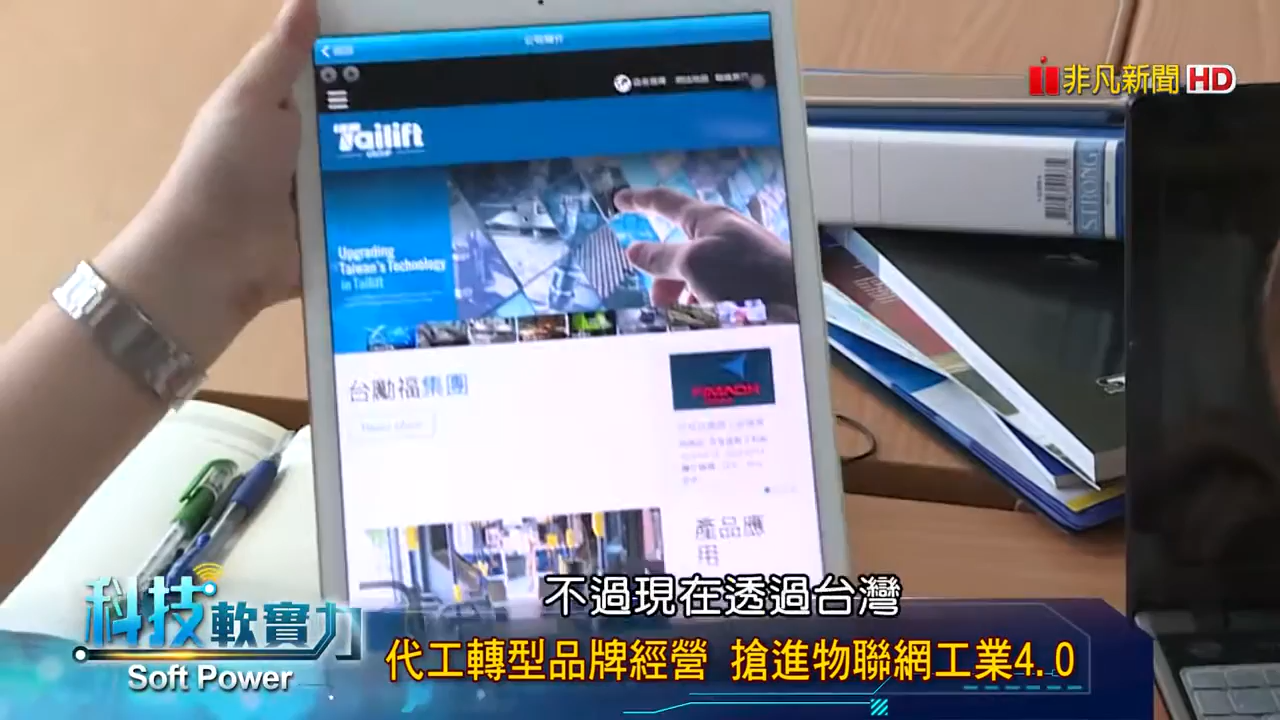 非凡新聞 HD
Tailift
Upgrading
Taiwan's Technology
in Tailift
台勵福集團
Read More
產品應
用
STRONG
不過現在透過台灣
科技軟實力
Soft Power
代工轉型品牌經營 搶進物聯網工業4.0